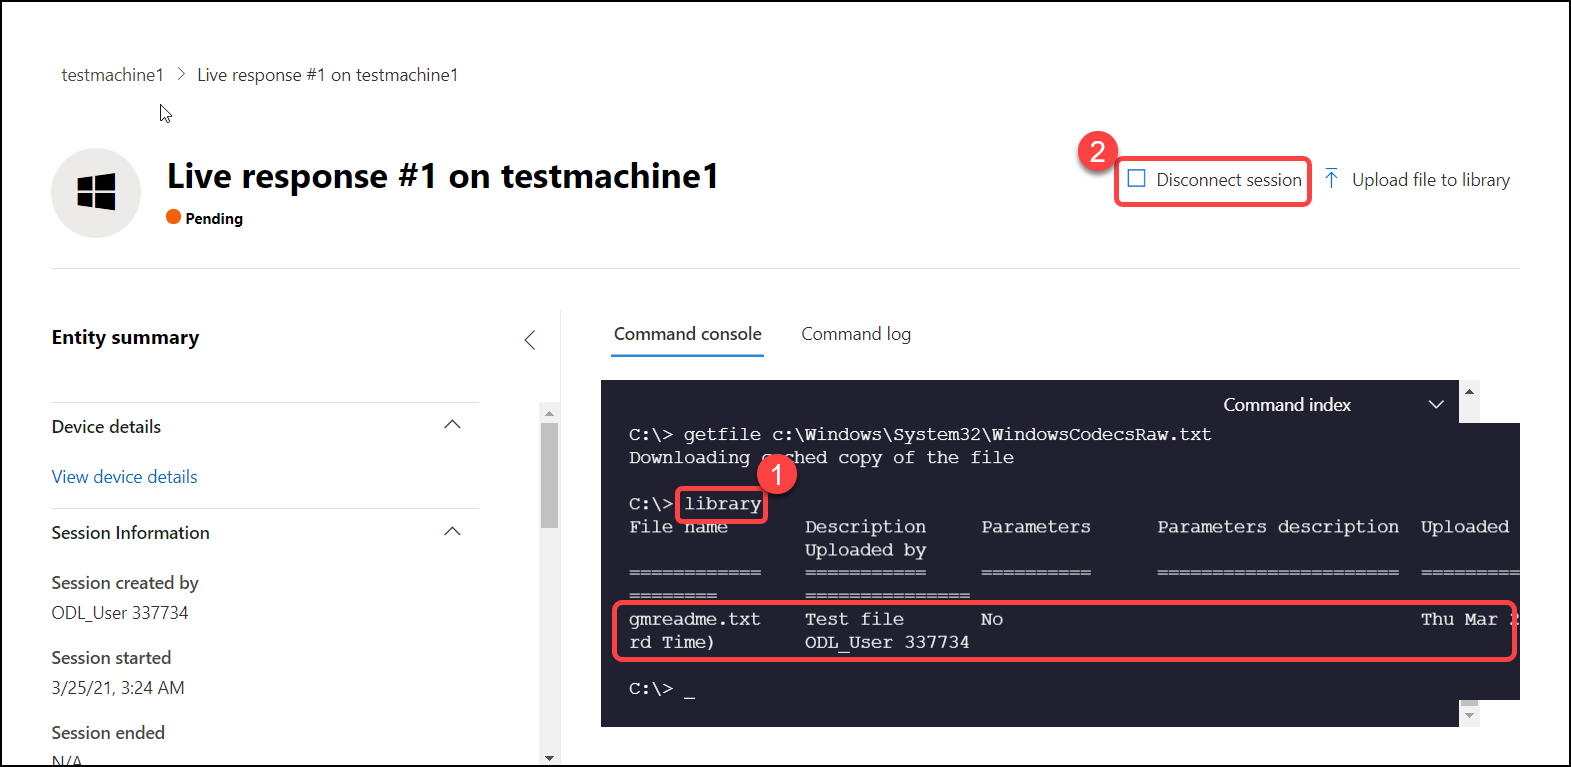 testmachine1 > Live response #1 on testmachine1
2
Live response #1 on testmachine1
Disconnect session
Upload file to library
Pending
Entity summary
Device details
View device details
Session Information
Session created by
ODL_User 337734
Session started
3/25/21, 3:24 AM
Session ended
N/A
Command console
Command log
Command index
C:\> getfile c:\Windows\System32\WindowsCodecsRaw.txt
Downloading cached copy of the file
1
C:\> library
File name Description Parameters Parameters description Uploaded
Uploaded by
============ =========== ========== ====================== =========
======== ===============
gmreadme.txt Test file No Thu Mar
rd Time) ODL_User 337734
C:\> _